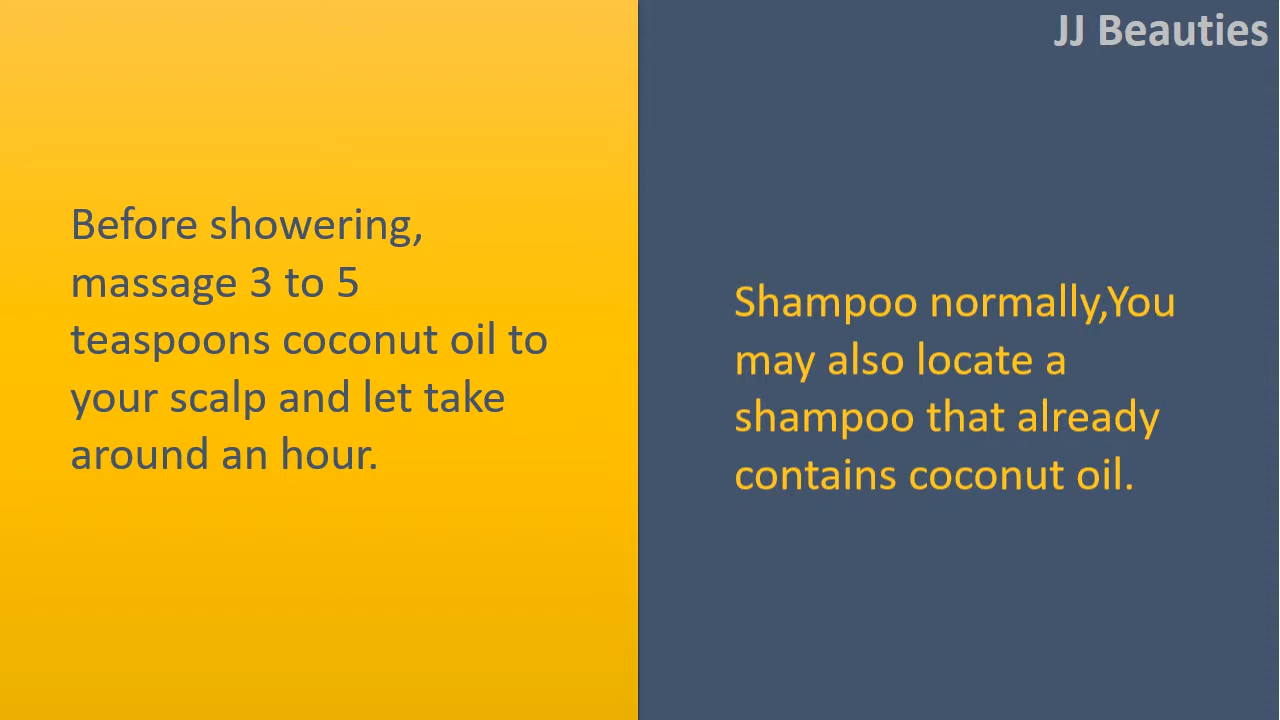 JJ Beauties
Before showering,
massage 3 to 5
teaspoons coconut oil to
your scalp and let take
around an hour.
Shampoo normally,You
may also locate a
shampoo that already
contains coconut oil.